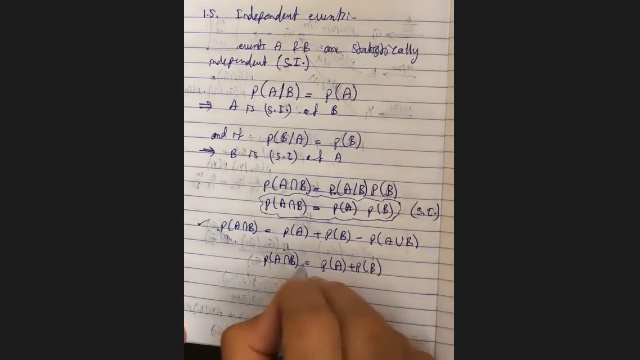 1.5. Independent events:-
events A & B are statistically
independent (S.I.)
P(A/B) = P(A)
⇒ A is (S.I.) of B
and if P(B/A) = P(B)
⇒ B is (S.I) of A
P(A∩B) = P(A/B) P(B)
P(A∩B) = P(A) P(B) (S.I.)
✓ P(A∩B) = P(A) + P(B) - P(A∪B)
P(A∩B) = P(A)+P(B)